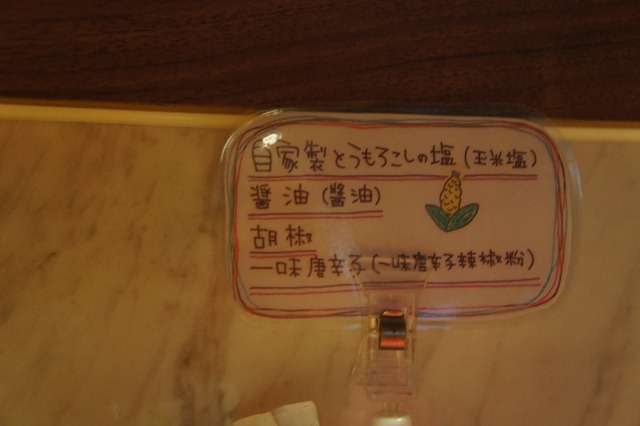 自家製とうもろこしの塩(玉米塩)
醤油(醬油)
胡椒
一味唐辛子(一味唐辛子辣椒粉)